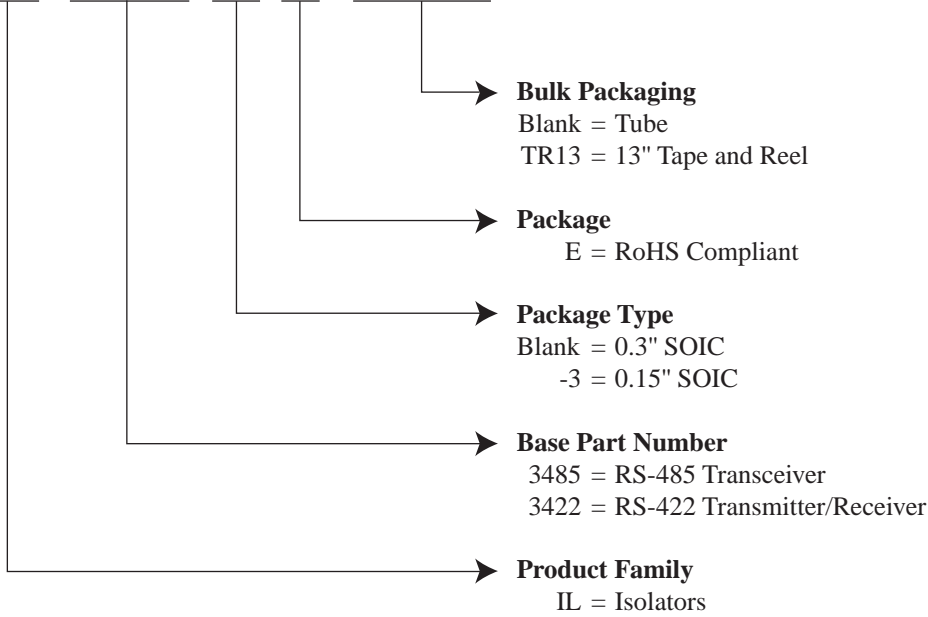 Bulk Packaging
Blank = Tube
TR13 = 13" Tape and Reel
Package
E = RoHS Compliant
Package Type
Blank = 0.3" SOIC
-3 = 0.15" SOIC
Base Part Number
3485 = RS-485 Transceiver
3422 = RS-422 Transmitter/Receiver
Product Family
IL = Isolators